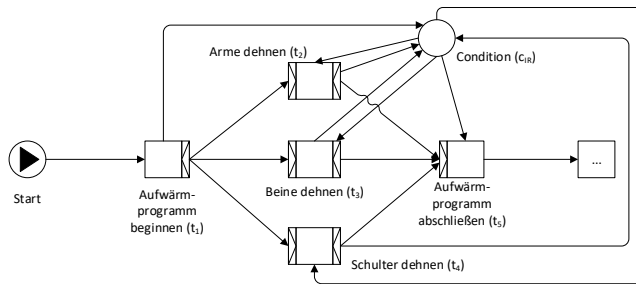 Arme dehnen (t₂)
Condition (cIR)
Start
Aufwärm-
programm
beginnen (t₁)
Beine dehnen (t₃)
Aufwärm-
programm
abschließen (t₅)
...
Schulter dehnen (t₄)